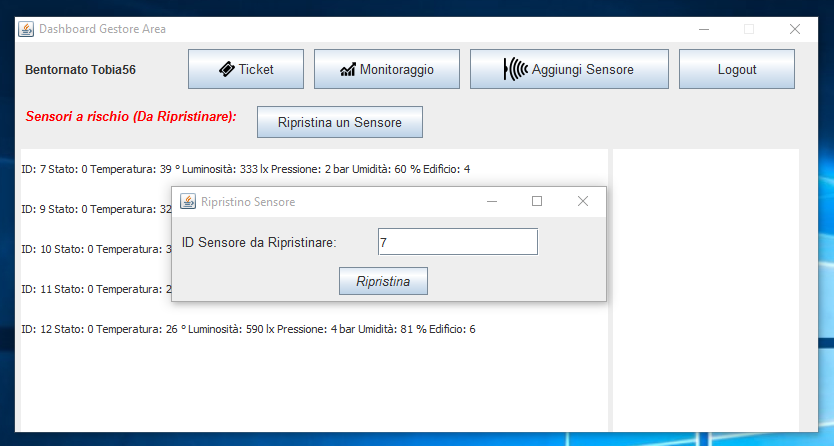 Dashboard Gestore Area
Bentornato Tobia56
Ticket
Monitoraggio
Aggiungi Sensore
Logout
Sensori a rischio (Da Ripristinare):
Ripristina un Sensore
ID: 7 Stato: 0 Temperatura: 39 ° Luminosità: 333 lx Pressione: 2 bar Umidità: 60 % Edificio: 4
ID: 9 Stato: 0 Temperatura: 32
ID: 10 Stato: 0 Temperatura: 3
ID: 11 Stato: 0 Temperatura: 2
ID: 12 Stato: 0 Temperatura: 26 ° Luminosità: 590 lx Pressione: 4 bar Umidità: 81 % Edificio: 6
Ripristino Sensore
ID Sensore da Ripristinare:
7
Ripristina